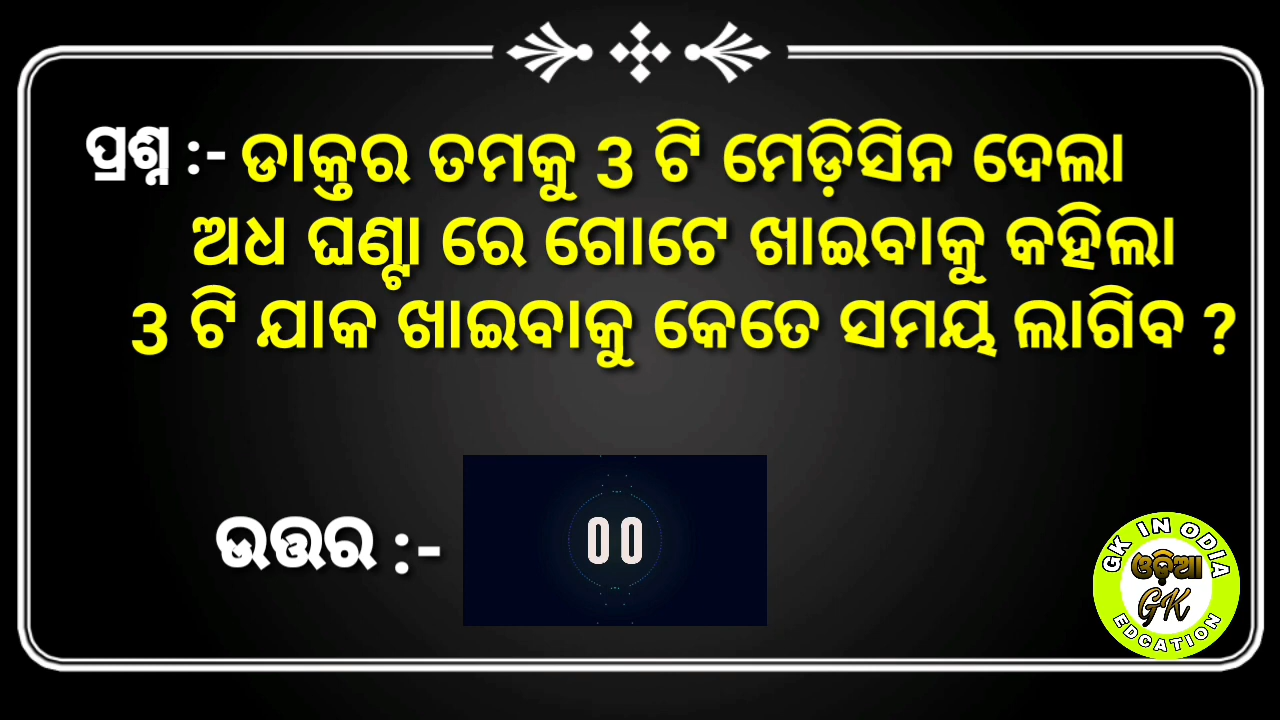 ପ୍ରଶ୍ନ :- ଡାକ୍ତର ତମକୁ 3 ଟି ମେଡ଼ିସିନ ଦେଲା
ଅଧ ଘଣ୍ଟା ରେ ଗୋଟେ ଖାଇବାକୁ କହିଲା
3 ଟି ଯାକ ଖାଇବାକୁ କେତେ ସମୟ ଲାଗିବ ?
ଉତ୍ତର :-
00
GK IN ODIA
ଓଡ଼ିଆ
GK
EDCATION